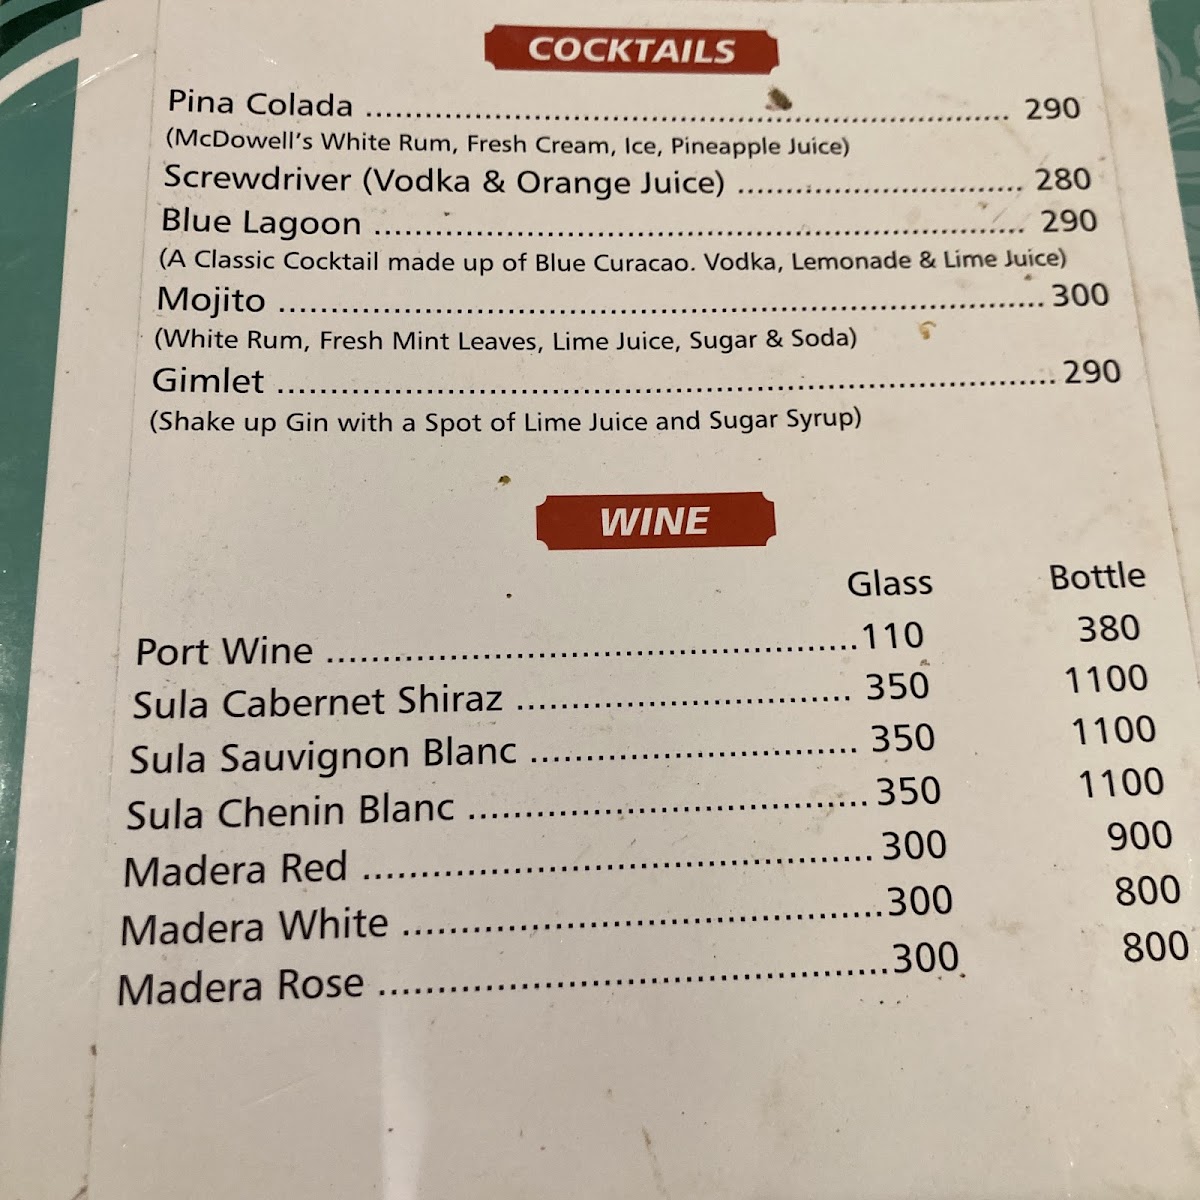 COCKTAILS
Pina Colada ........ 290
(McDowell's White Rum, Fresh Cream, Ice, Pineapple Juice)
Screwdriver (Vodka & Orange Juice) ........ 280
Blue Lagoon ........ 290
(A Classic Cocktail made up of Blue Curacao. Vodka, Lemonade & Lime Juice)
Mojito ........ 300
(White Rum, Fresh Mint Leaves, Lime Juice, Sugar & Soda)
Gimlet ........ 290
(Shake up Gin with a Spot of Lime Juice and Sugar Syrup)
WINE
Glass Bottle
Port Wine ........ 110 380
Sula Cabernet Shiraz ........ 350 1100
Sula Sauvignon Blanc ........ 350 1100
Sula Chenin Blanc ........ 350 1100
Madera Red ........ 300 900
Madera White ........ 300 800
Madera Rose ........ 300 800